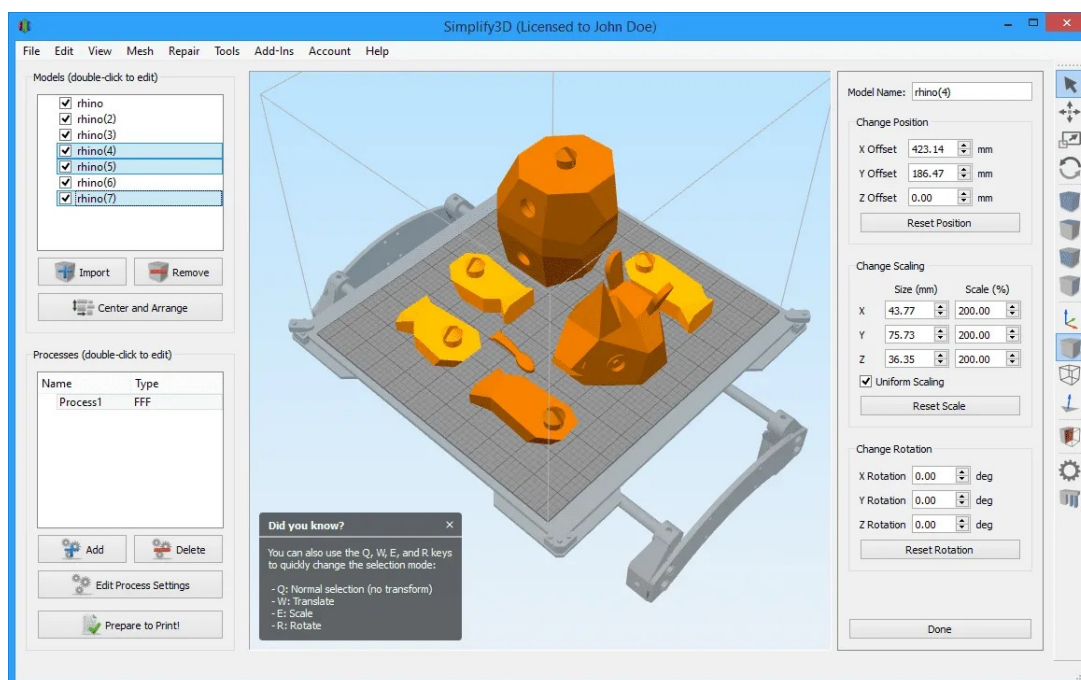 Simplify3D (Licensed to John Doe)
File Edit View Mesh Repair Tools Add-Ins Account Help
Models (double-click to edit)
rhino
rhino(2)
rhino(3)
rhino(4)
rhino(5)
rhino(6)
rhino(7)
Import Remove
Center and Arrange
Processes (double-click to edit)
Name Type
Process1 FFF
Add Delete
Edit Process Settings
Prepare to Print!
Did you know? ×
You can also use the Q, W, E, and R keys
to quickly change the selection mode:
- Q: Normal selection (no transform)
- W: Translate
- E: Scale
- R: Rotate
Model Name: rhino(4)
Change Position
X Offset 423.14 mm
Y Offset 186.47 mm
Z Offset 0.00 mm
Reset Position
Change Scaling
Size (mm) Scale (%)
X 43.77 200.00
Y 75.73 200.00
Z 36.35 200.00
Uniform Scaling
Reset Scale
Change Rotation
X Rotation 0.00 deg
Y Rotation 0.00 deg
Z Rotation 0.00 deg
Reset Rotation
Done